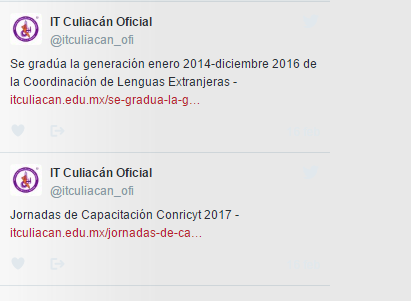 IT Culiacán Oficial
@itculiacan_ofi
Se gradúa la generación enero 2014-diciembre 2016 de
la Coordinación de Lenguas Extranjeras -
itculiacan.edu.mx/se-gradua-la-g…
IT Culiacán Oficial
@itculiacan_ofi
Jornadas de Capacitación Conricyt 2017 -
itculiacan.edu.mx/jornadas-de-ca…